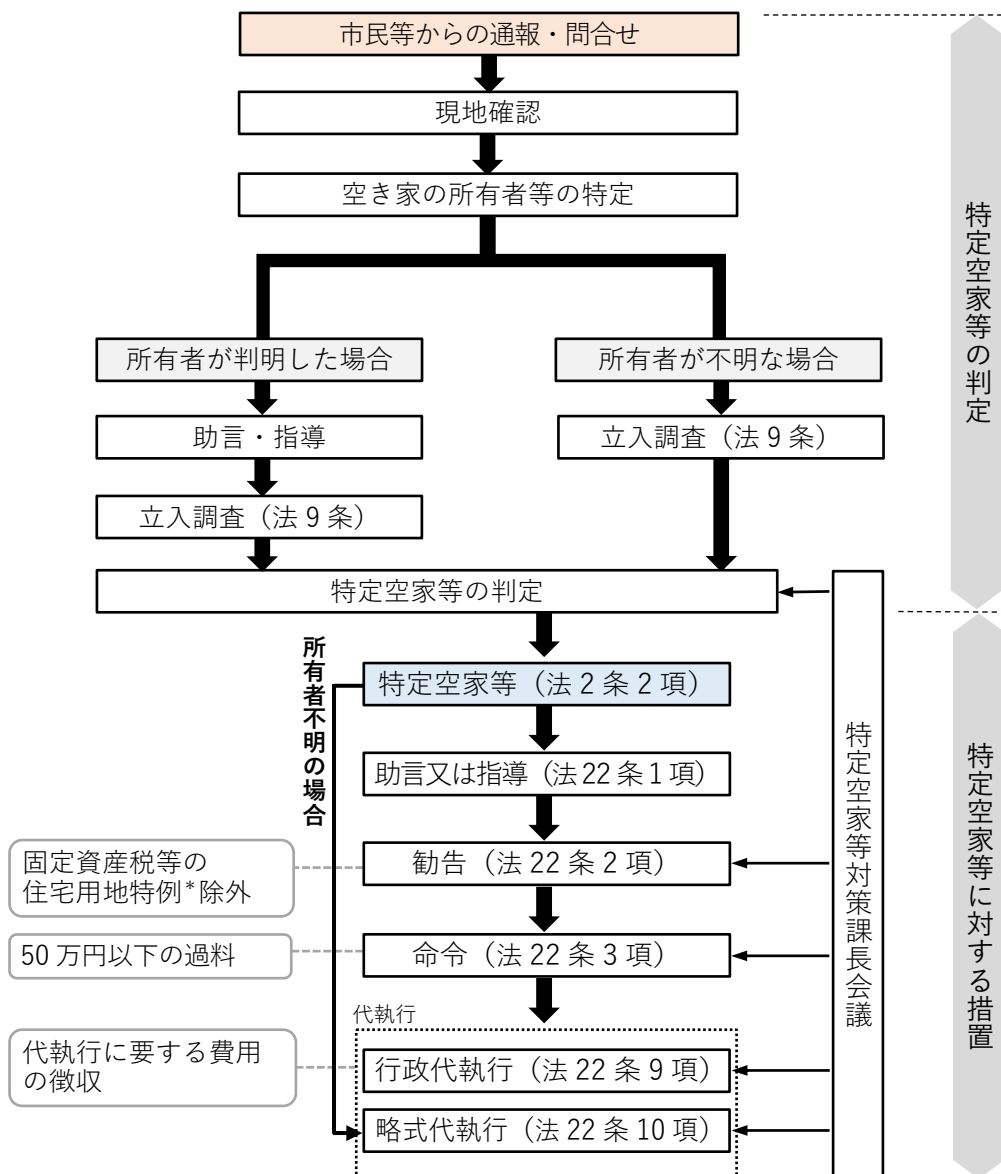 市民等からの通報・問合せ
現地確認
空き家の所有者等の特定
所有者が判明した場合
所有者が不明な場合
助言・指導
立入調査（法 9 条）
立入調査（法 9 条）
特定空家等の判定
特定空家等の判定
所有者不明の場合
特定空家等（法 2 条 2 項）
助言又は指導（法 22 条 1 項）
固定資産税等の
住宅用地特例*除外
勧告（法 22 条 2 項）
50 万円以下の過料
命令（法 22 条 3 項）
代執行
代執行に要する費用
の徴収
行政代執行（法 22 条 9 項）
略式代執行（法 22 条 10 項）
特定空家等対策課長会議
特定空家等に対する措置